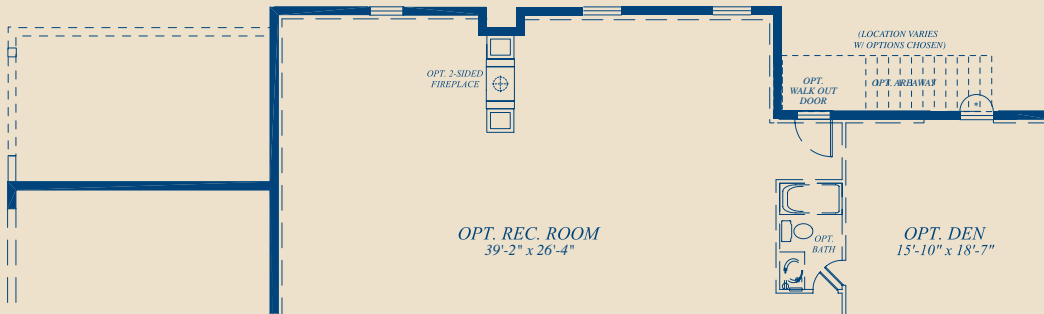 (LOCATION VARIES
W/ OPTIONS CHOSEN)
OPT. 2-SIDED
FIREPLACE
OPT.
WALK OUT
DOOR
OPT. AREAWAY
OPT. REC. ROOM
39'-2" x 26'-4"
OPT.
BATH
OPT. DEN
15'-10" x 18'-7"